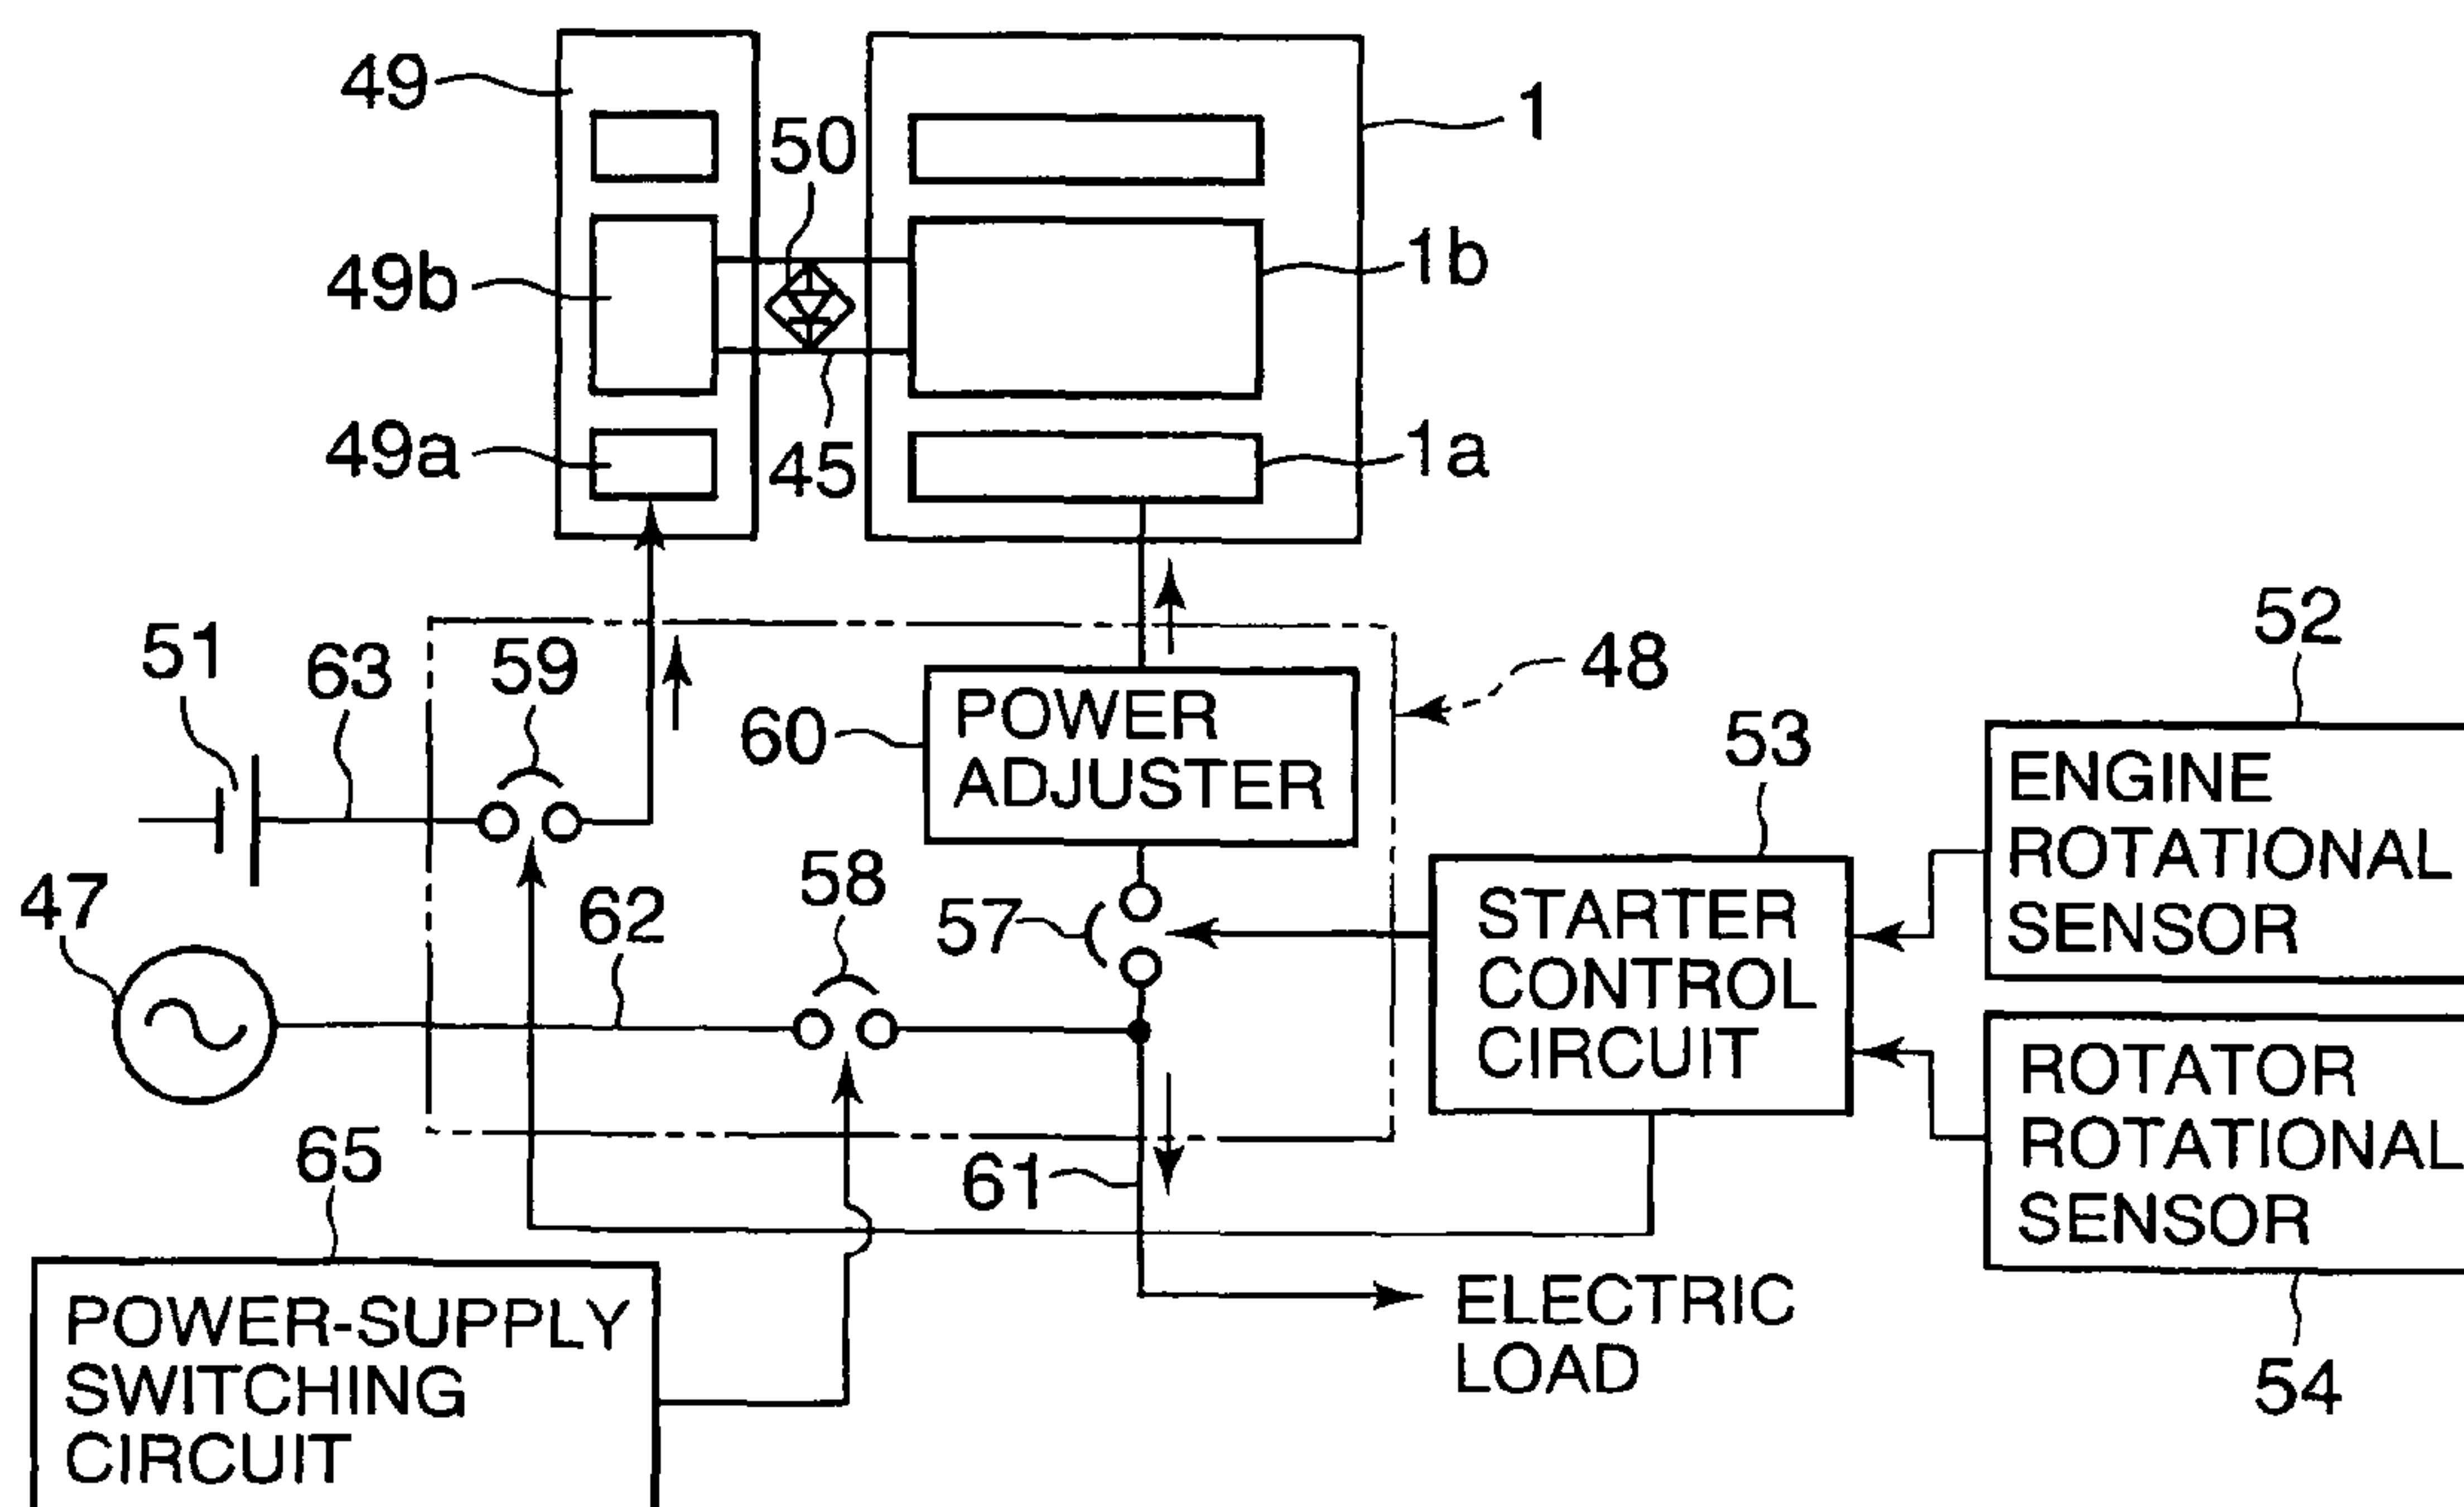 49
50
1
49b
1b
49a
45
1a
51
63
59
60
POWER
ADJUSTER
48
52
53
ENGINE
ROTATIONAL
SENSOR
47
62
58
57
STARTER
CONTROL
CIRCUIT
ROTATOR
ROTATIONAL
SENSOR
65
61
54
POWER-SUPPLY
SWITCHING
CIRCUIT
ELECTRIC
LOAD